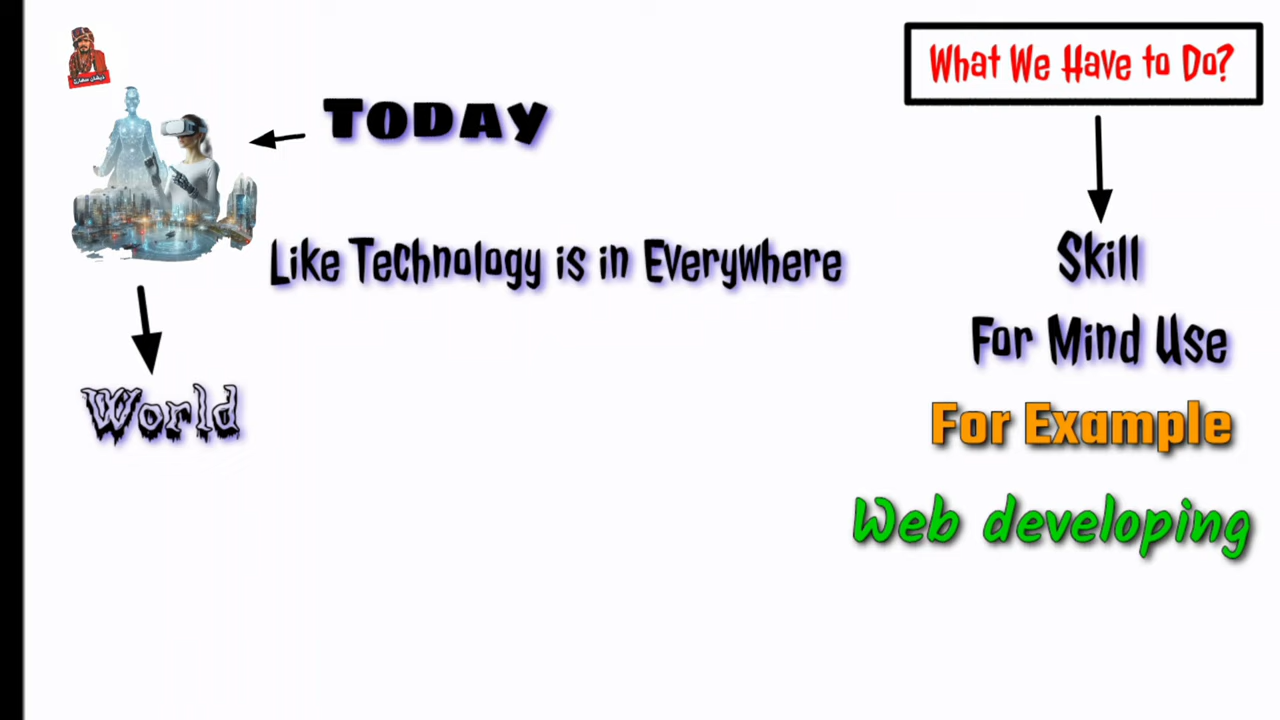 What We Have to Do?
Today
Like Technology is in Everywhere
Skill
For Mind Use
World
For Example
Web developing